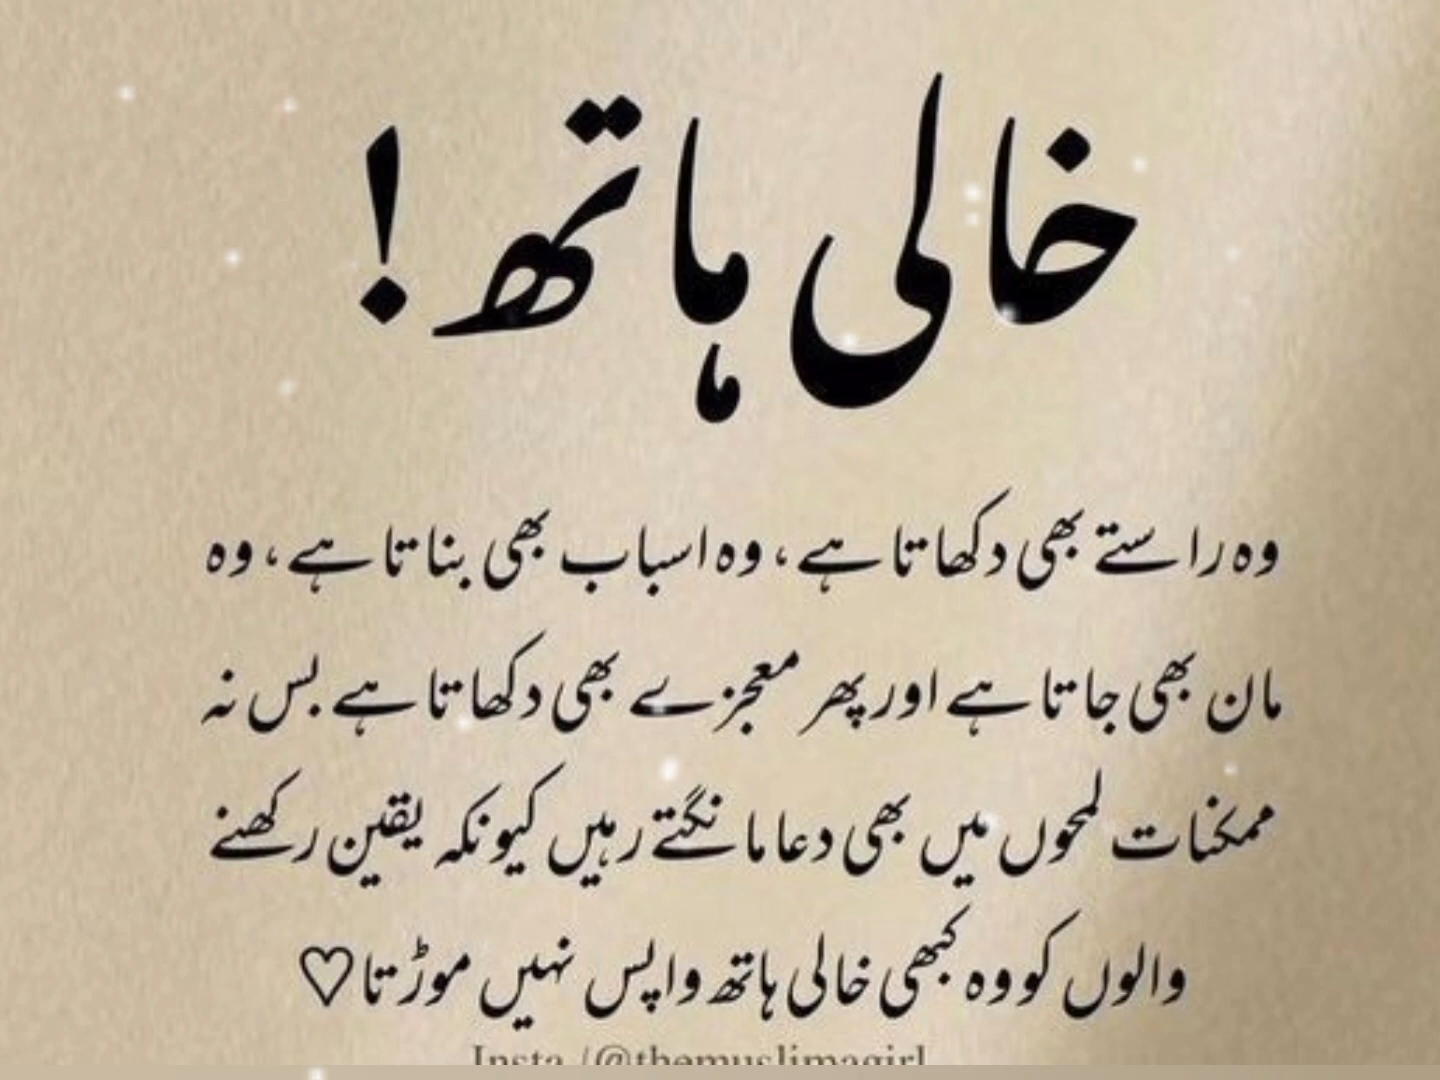 خالی ہاتھ !
وہ راستے بھی دکھاتا ہے ، وہ اسباب بھی بناتا ہے ، وہ
مان بھی جاتا ہے اور پھر معجزے بھی دکھاتا ہے بس نہ
ممکنات لمحوں میں بھی دعا مانگتے رہیں کیونکہ یقین رکھنے
والوں کو وہ کبھی خالی ہاتھ واپس نہیں موڑتا♡
Insta /@themuslimagirl